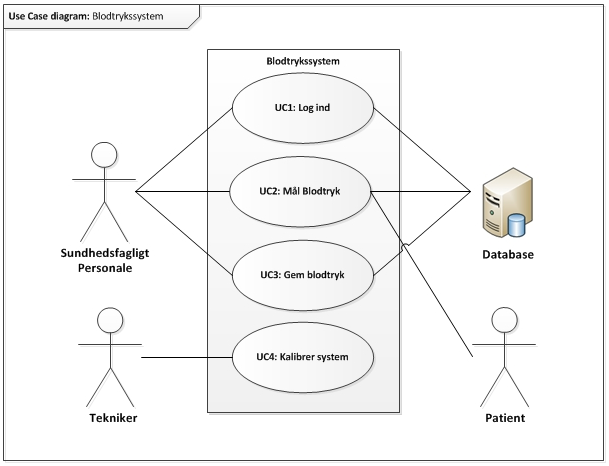 Use Case diagram: Blodtrykssystem
Blodtrykssystem
UC1: Log ind
UC2: Mål Blodtryk
UC3: Gem blodtryk
UC4: Kalibrer system
Sundhedsfagligt
Personale
Database
Tekniker
Patient